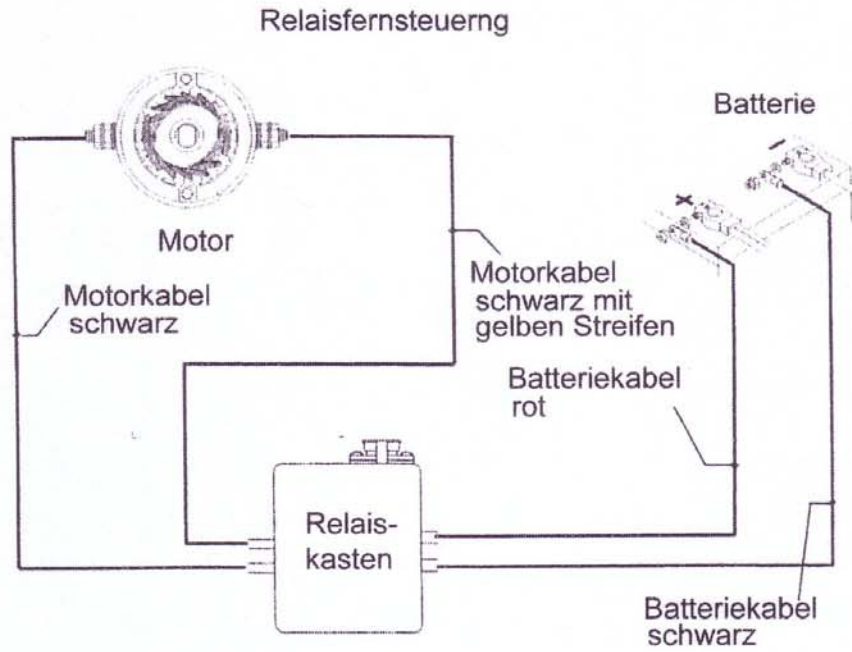 Relaisfernsteuerng
Batterie
-
+
Motor
Motorkabel
schwarz
Motorkabel
schwarz mit
gelben Streifen
Batteriekabel
rot
Relais-
kasten
Batteriekabel
schwarz